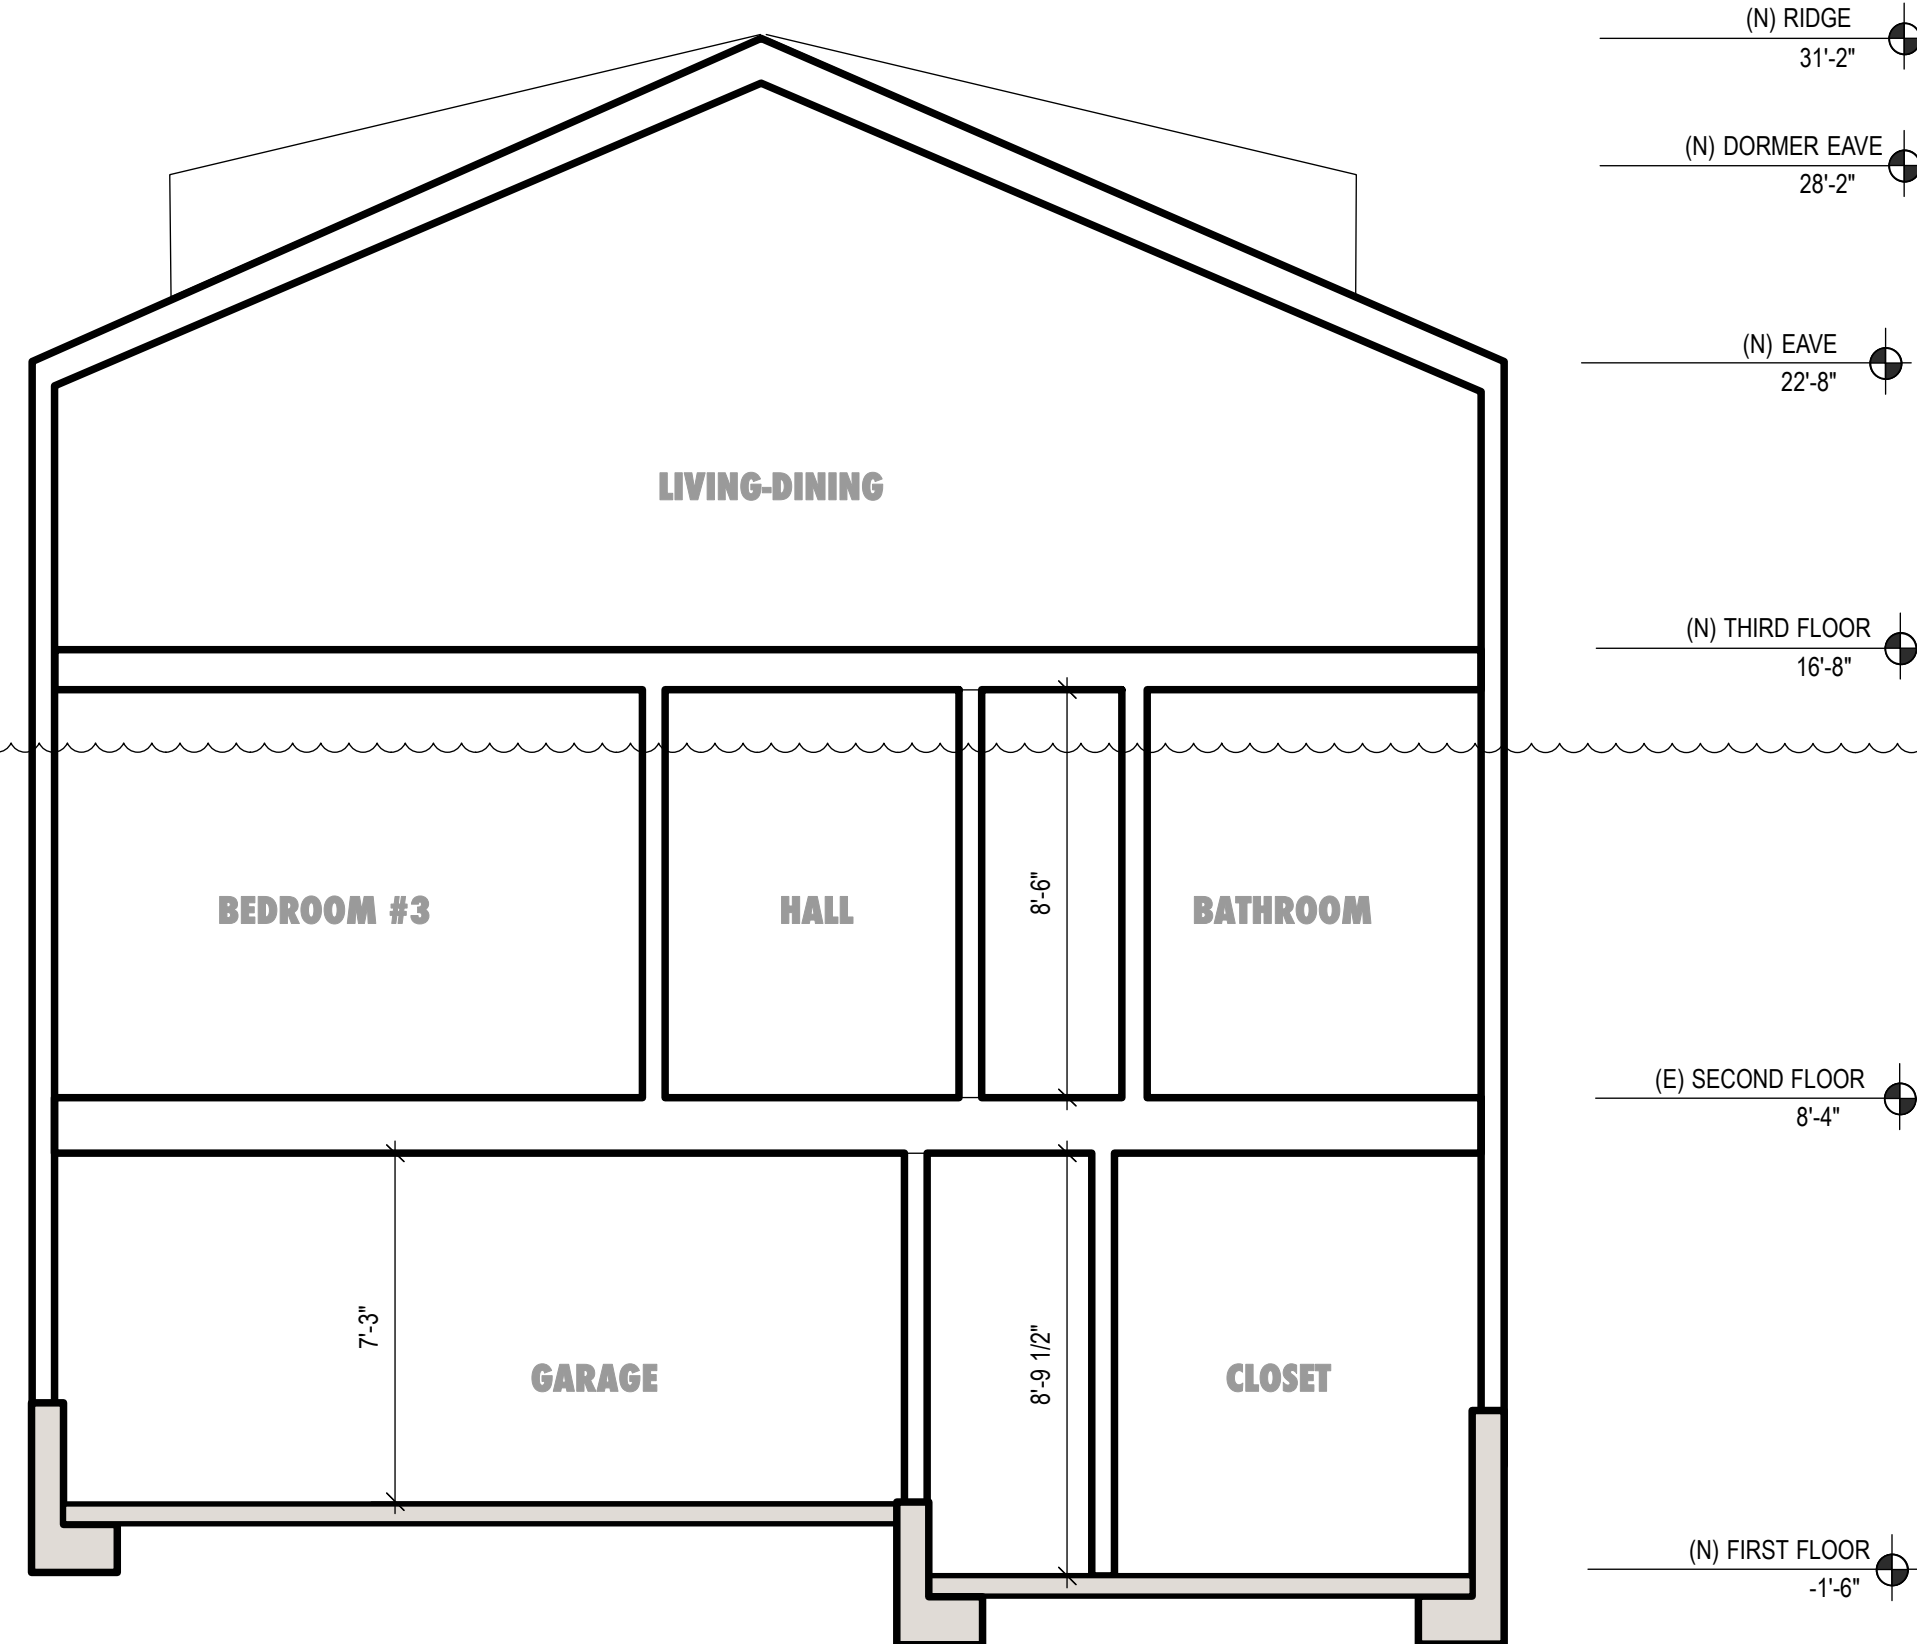 (N) RIDGE
31'-2"
(N) DORMER EAVE
28'-2"
(N) EAVE
22'-8"
LIVING-DINING
(N) THIRD FLOOR
16'-8"
BEDROOM #3
HALL
8'-6"
BATHROOM
(E) SECOND FLOOR
8'-4"
7'-3"
GARAGE
8'-9 1/2"
CLOSET
(N) FIRST FLOOR
-1'-6"